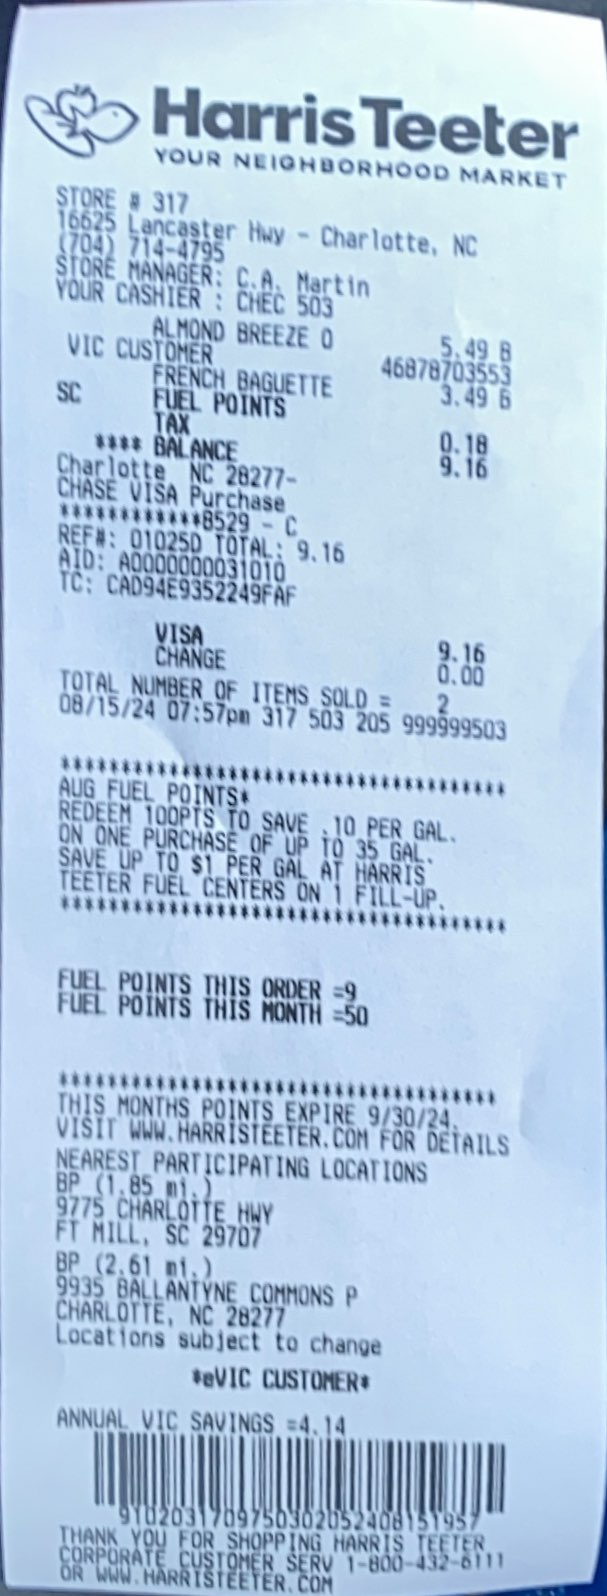 Harris Teeter
YOUR NEIGHBORHOOD MARKET
STORE # 317
16625 Lancaster Hwy - Charlotte, NC
(704) 714-4795
STORE MANAGER: C.A. Martin
YOUR CASHIER : CHEC 503
ALMOND BREEZE O 5.49 B
VIC CUSTOMER 46878703553
FRENCH BAGUETTE 3.49 B
SC FUEL POINTS
TAX 0.18
**** BALANCE 9.16
Charlotte NC 28277-
CHASE VISA Purchase
************8529 - C
REF#: 01025D TOTAL: 9.16
AID: A0000000031010
TC: CAD94E9352249FAF
VISA 9.16
CHANGE 0.00
TOTAL NUMBER OF ITEMS SOLD = 2
08/15/24 07:57pm 317 503 205 999999503
************************************
AUG FUEL POINTS*
REDEEM 100PTS TO SAVE .10 PER GAL.
ON ONE PURCHASE OF UP TO 35 GAL.
SAVE UP TO $1 PER GAL AT HARRIS
TEETER FUEL CENTERS ON 1 FILL-UP.
************************************
FUEL POINTS THIS ORDER =9
FUEL POINTS THIS MONTH =50
************************************
THIS MONTHS POINTS EXPIRE 9/30/24.
VISIT WWW.HARRISTEETER.COM FOR DETAILS
NEAREST PARTICIPATING LOCATIONS
BP (1.85 mi.)
9775 CHARLOTTE HWY
FT MILL, SC 29707
BP (2.61 mi.)
9935 BALLANTYNE COMMONS P
CHARLOTTE, NC 28277
Locations subject to change
*eVIC CUSTOMER*
ANNUAL VIC SAVINGS =4.14
9102031709750302052408151957
THANK YOU FOR SHOPPING HARRIS TEETER
CORPORATE CUSTOMER SERV 1-800-432-6111
OR WWW.HARRISTEETER.COM